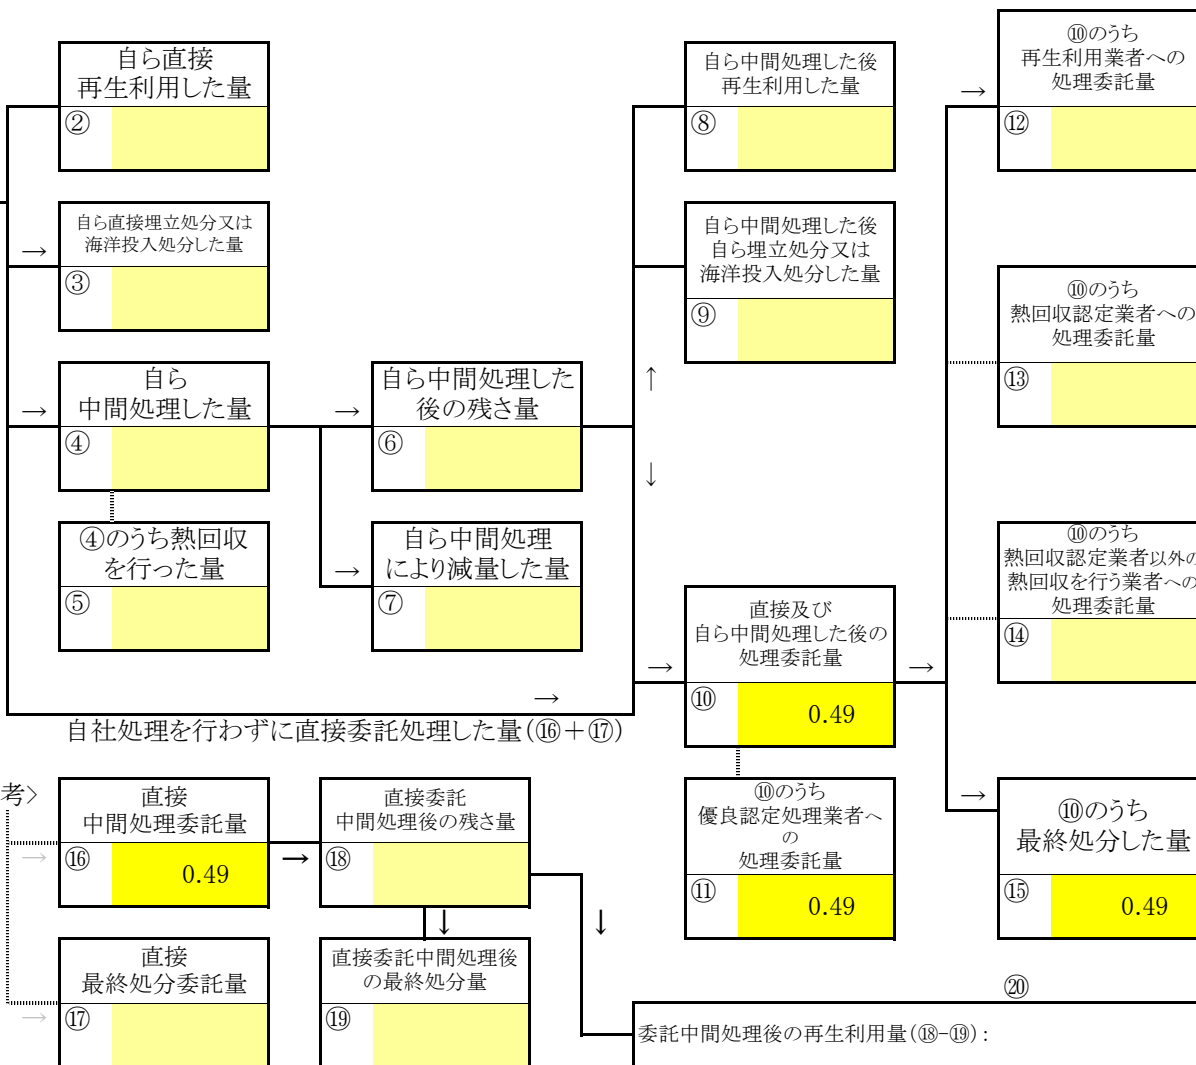 自ら直接
再生利用した量
②
自ら直接埋立処分又は
海洋投入処分した量
→
③
自ら
中間処理した量
→
④
④のうち熱回収
を行った量
⑤
→
自ら中間処理した
後の残さ量
⑥
自ら中間処理
により減量した量
→
⑦
→
自社処理を行わずに直接委託処理した量(⑯＋⑰)
自ら中間処理した後
再生利用した量
⑧
自ら中間処理した後
自ら埋立処分又は
海洋投入処分した量
⑨
↑
↓
直接及び
自ら中間処理した後の
処理委託量
→
⑩
0.49
⑩のうち
優良認定処理業者へ
の
処理委託量
⑪
0.49
→
⑩のうち
再生利用業者への
処理委託量
→
⑫
⑩のうち
熱回収認定業者への
処理委託量
⑬
⑩のうち
熱回収認定業者以外の
熱回収を行う業者への
処理委託量
⑭
→
⑩のうち
最終処分した量
⑮
0.49
考>
直接
中間処理委託量
→
⑯
0.49
→
直接委託
中間処理後の残さ量
⑱
↓
↓
直接
最終処分委託量
→
⑰
直接委託中間処理後
の最終処分量
⑲
⑳
委託中間処理後の再生利用量(⑱-⑲)：